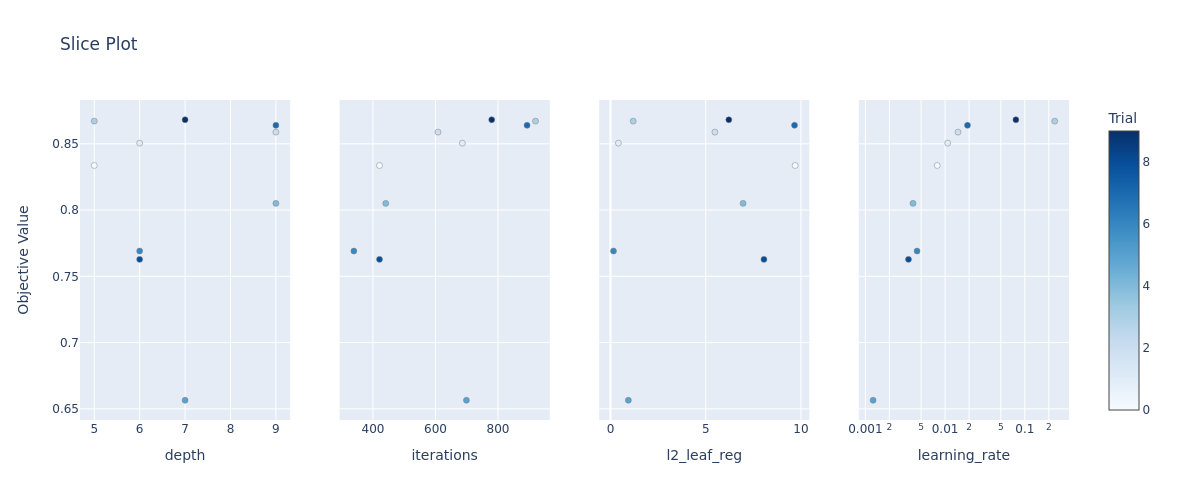 Slice Plot
Objective Value
0.85
0.8
0.75
0.7
0.65
5 6 7 8 9
depth
400 600 800
iterations
0 5 10
l2_leaf_reg
0.001 2 5 0.01 2 5 0.1 2
learning_rate
Trial
8
6
4
2
0